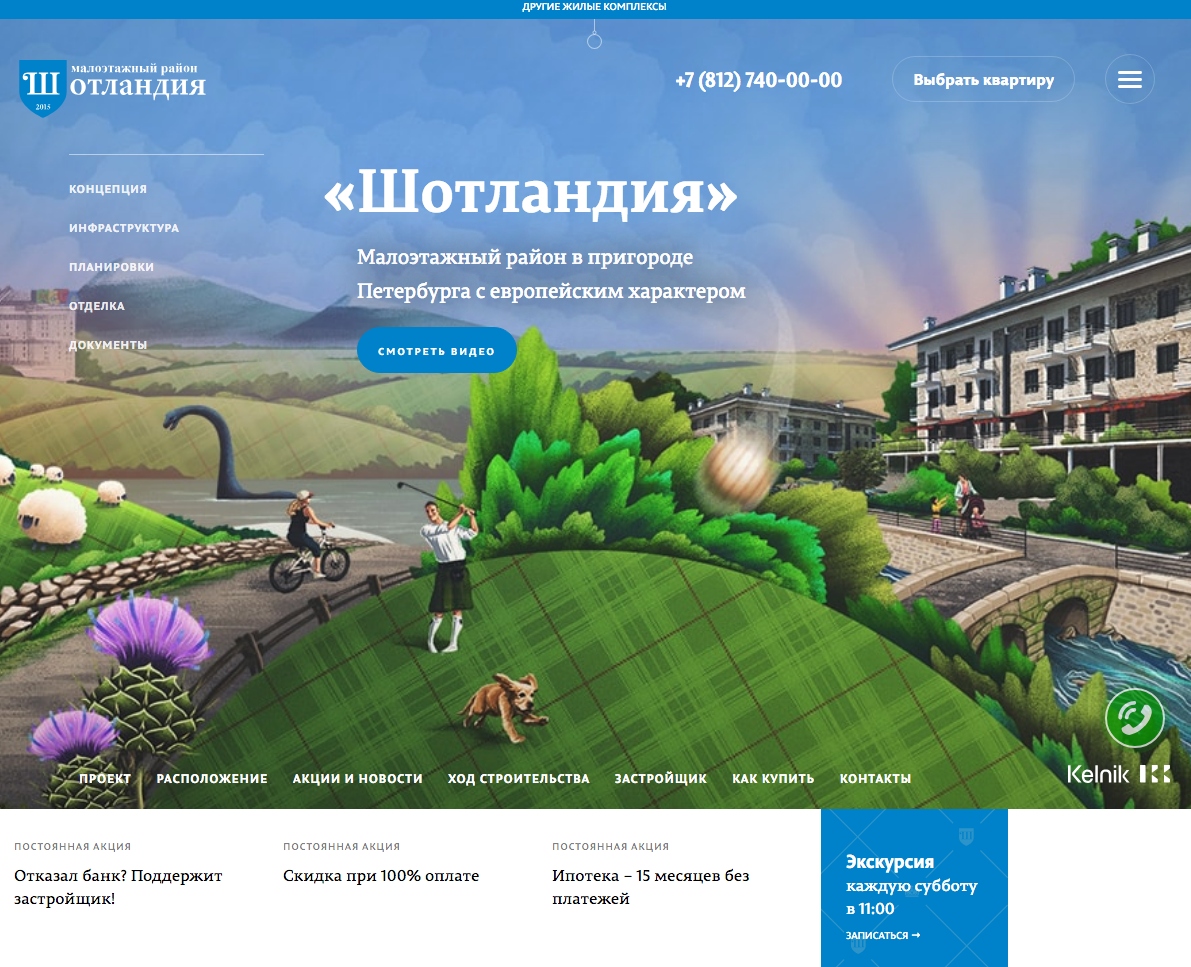 ДРУГИЕ ЖИЛЫЕ КОМПЛЕКСЫ
Ш
малоэтажный район
отландия
2015
+7 (812) 740-00-00
Выбрать квартиру
КОНЦЕПЦИЯ
ИНФРАСТРУКТУРА
ПЛАНИРОВКИ
ОТДЕЛКА
ДОКУМЕНТЫ
«Шотландия»
Малоэтажный район в пригороде
Петербурга с европейским характером
СМОТРЕТЬ ВИДЕО
ПРОЕКТ
РАСПОЛОЖЕНИЕ
АКЦИИ И НОВОСТИ
ХОД СТРОИТЕЛЬСТВА
ЗАСТРОЙЩИК
КАК КУПИТЬ
КОНТАКТЫ
Kelnik
ПОСТОЯННАЯ АКЦИЯ
Отказал банк? Поддержит
застройщик!
ПОСТОЯННАЯ АКЦИЯ
Скидка при 100% оплате
ПОСТОЯННАЯ АКЦИЯ
Ипотека – 15 месяцев без
платежей
Экскурсия
каждую субботу
в 11:00
ЗАПИСАТЬСЯ →